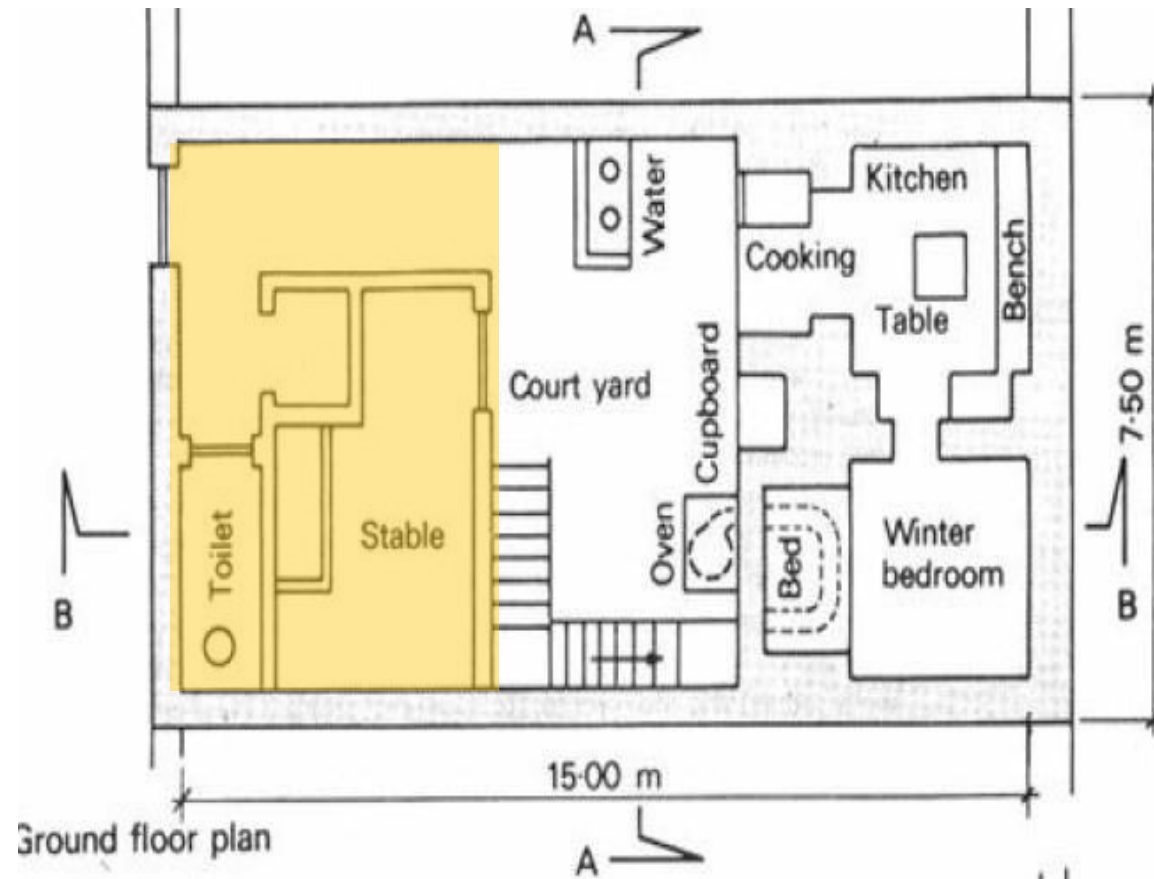 A
Kitchen
Water
Cooking
Bench
Table
Court yard
Cupboard
7·50 m
Toilet
Stable
Oven
Bed
Winter
bedroom
B
B
15·00 m
Ground floor plan
A